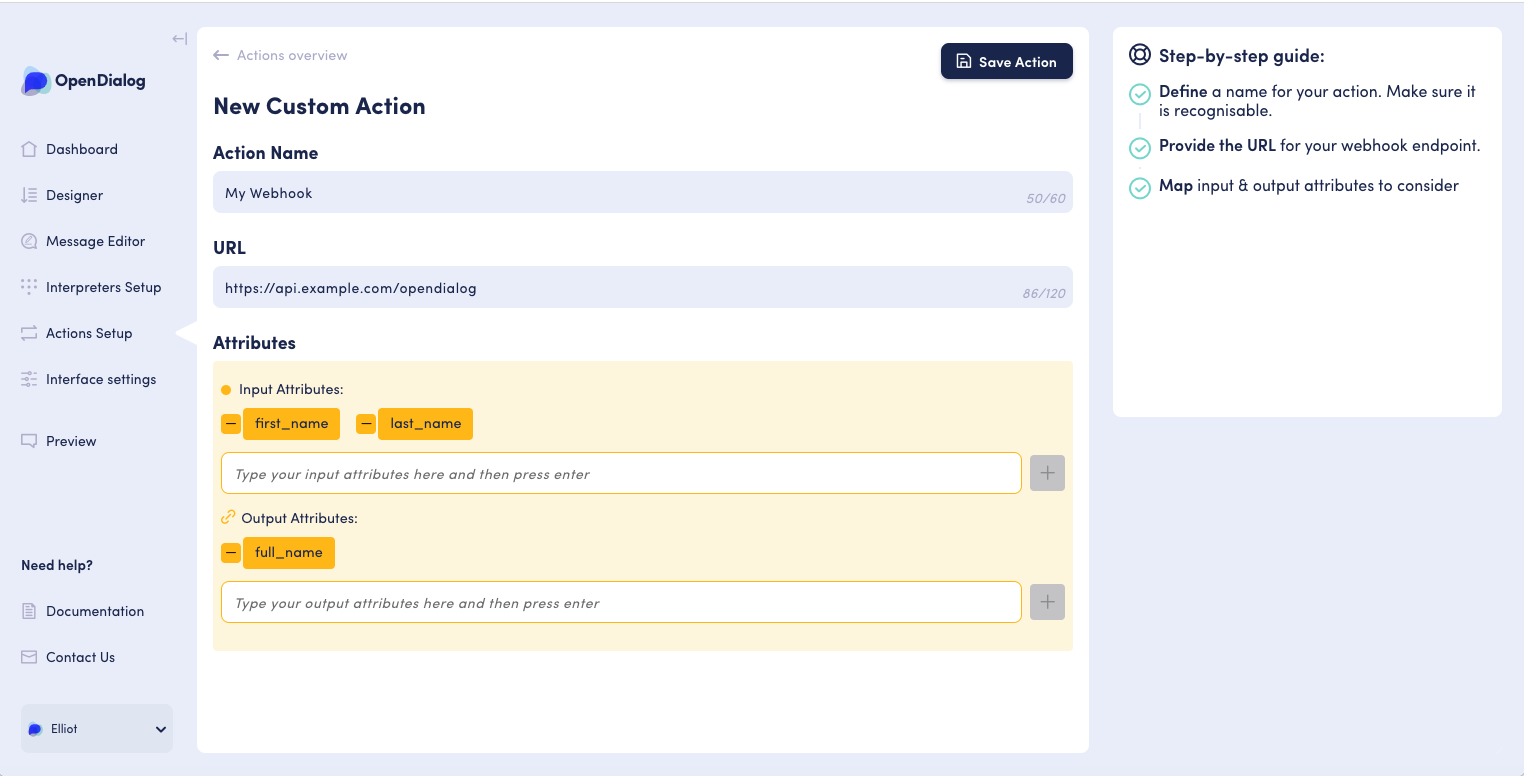 OpenDialog
Dashboard
Designer
Message Editor
Interpreters Setup
Actions Setup
Interface settings
Preview
Need help?
Documentation
Contact Us
Elliot
Actions overview
Save Action
New Custom Action
Action Name
My Webhook
50/60
URL
https://api.example.com/opendialog
86/120
Attributes
Input Attributes:
first_name
last_name
Type your input attributes here and then press enter
Output Attributes:
full_name
Type your output attributes here and then press enter
Step-by-step guide:
Define a name for your action. Make sure it
is recognisable.
Provide the URL for your webhook endpoint.
Map input & output attributes to consider